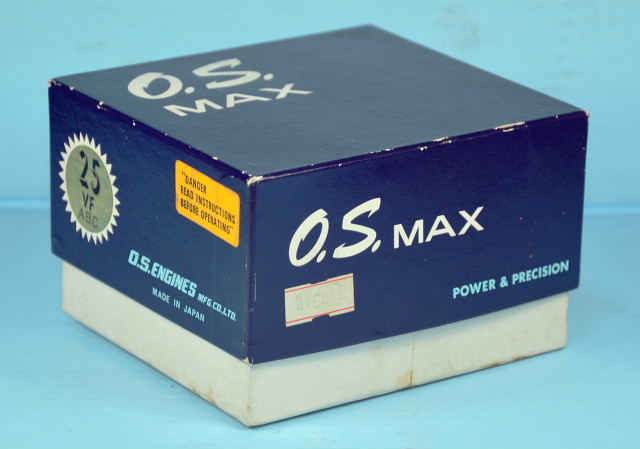 O.S.
MAX
25
VF
ABC
"DANGER
READ INSTRUCTIONS
BEFORE OPERATING"
O.S.ENGINES MFG.CO.,LTD.
MADE IN JAPAN
O.S. MAX
POWER & PRECISION